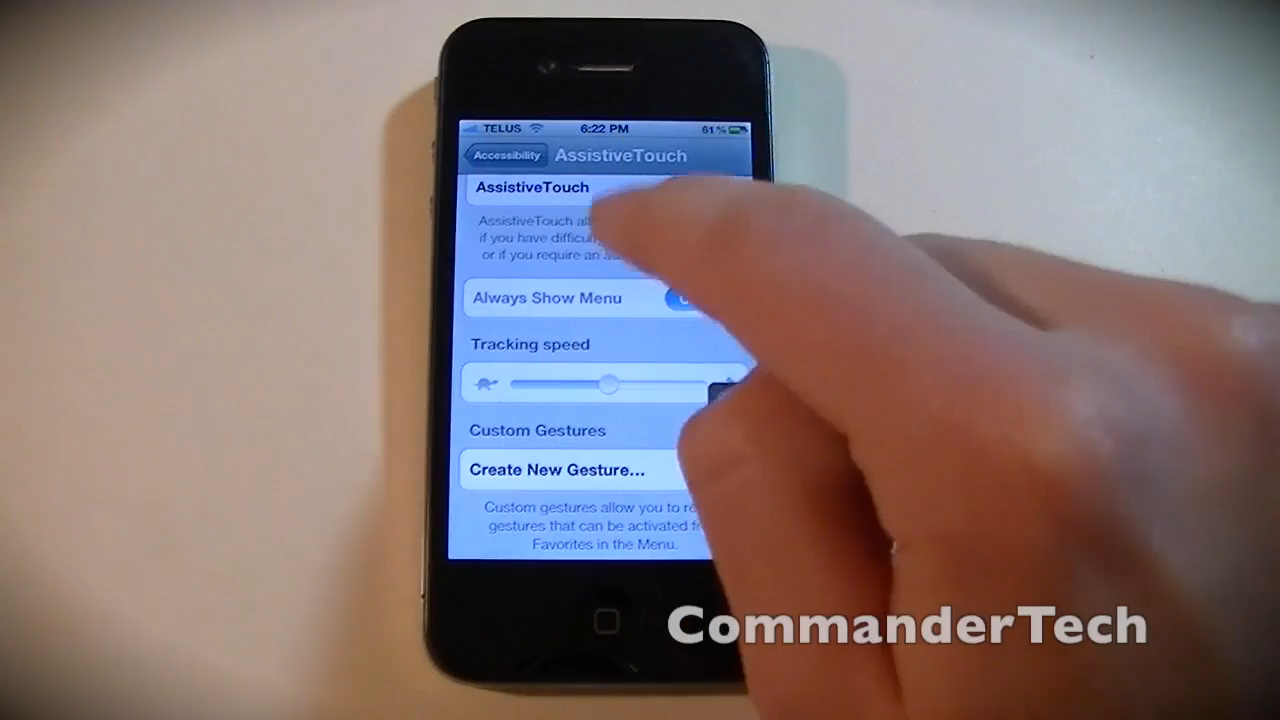 TELUS 6:22 PM 61%
Accessibility AssistiveTouch
AssistiveTouch
AssistiveTouch
if you have
or if you require an
Always Show Menu
Tracking speed
Custom Gestures
Create New Gesture...
Custom gestures allow you to
gestures that can be activated
Favorites in the Menu.
CommanderTech